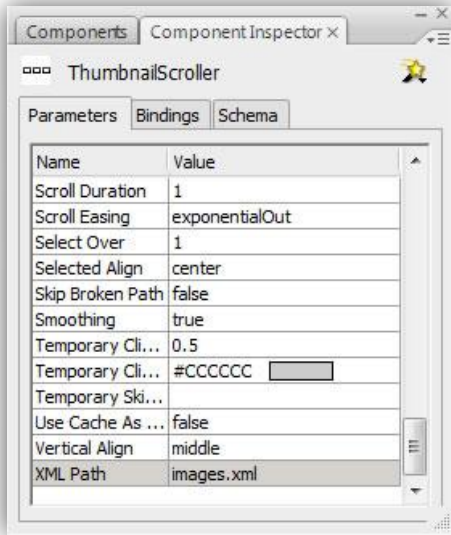 Components Component Inspector ×
ThumbnailScroller
Parameters Bindings Schema
Name Value
Scroll Duration 1
Scroll Easing exponentialOut
Select Over 1
Selected Align center
Skip Broken Path false
Smoothing true
Temporary Cli... 0.5
Temporary Cli... #CCCCCC
Temporary Ski...
Use Cache As ... false
Vertical Align middle
XML Path images.xml